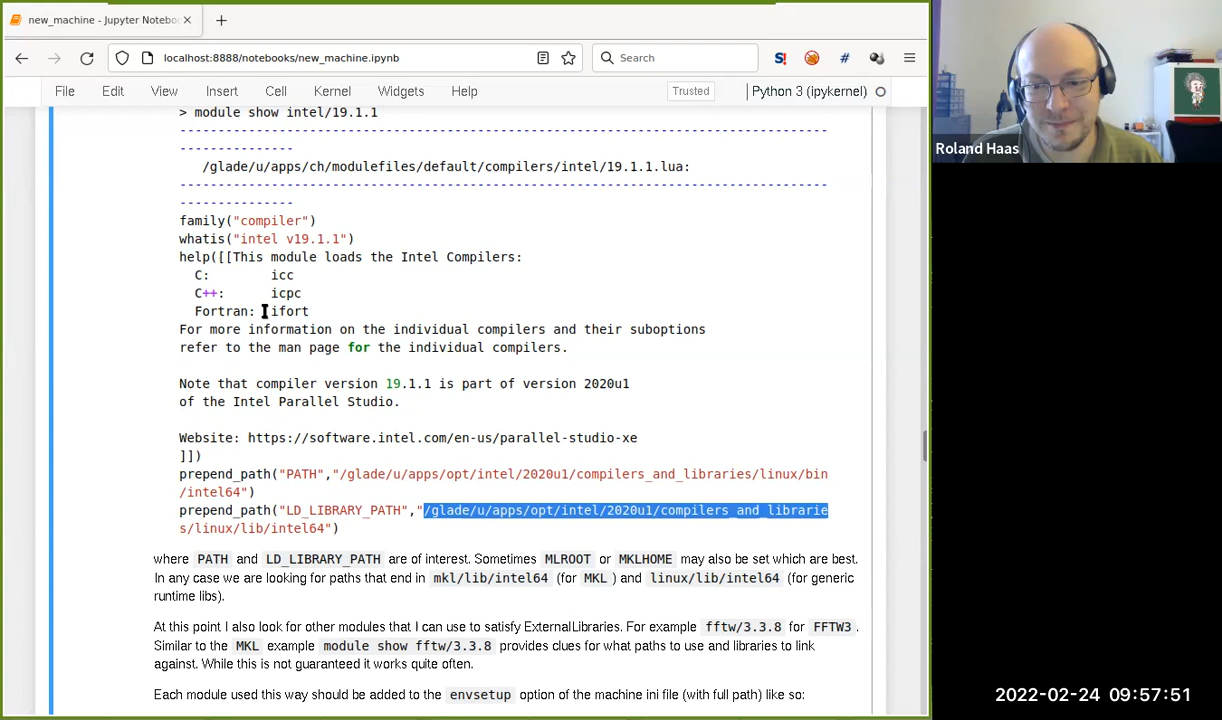 new_machine - Jupyter Noteboo
localhost:8888/notebooks/new_machine.ipynb
Search
S!
#
File Edit View Insert Cell Kernel Widgets Help
Trusted
Python 3 (ipykernel)
> module show intel/19.1.1
-------------------------------------------------------------------------------------
---------------
/glade/u/apps/ch/modulefiles/default/compilers/intel/19.1.1.lua:
-------------------------------------------------------------------------------------
---------------
family("compiler")
whatis("intel v19.1.1")
help([[This module loads the Intel Compilers:
C: icc
C++: icpc
Fortran: ifort
For more information on the individual compilers and their suboptions
refer to the man page for the individual compilers.
Note that compiler version 19.1.1 is part of version 2020u1
of the Intel Parallel Studio.
Website: https://software.intel.com/en-us/parallel-studio-xe
]])
prepend_path("PATH","/glade/u/apps/opt/intel/2020u1/compilers_and_libraries/linux/bin
/intel64")
prepend_path("LD_LIBRARY_PATH","/glade/u/apps/opt/intel/2020u1/compilers_and_librarie
s/linux/lib/intel64")
where PATH and LD_LIBRARY_PATH are of interest. Sometimes MLROOT or MKLHOME may also be set which are best.
In any case we are looking for paths that end in mkl/lib/intel64 (for MKL ) and linux/lib/intel64 (for generic
runtime libs).
At this point I also look for other modules that I can use to satisfy ExternalLibraries. For example fftw/3.3.8 for FFTW3 .
Similar to the MKL example module show fftw/3.3.8 provides clues for what paths to use and libraries to link
against. While this is not guaranteed it works quite often.
Each module used this way should be added to the envsetup option of the machine ini file (with full path) like so:
Roland Haas
2022-02-24 09:57:51